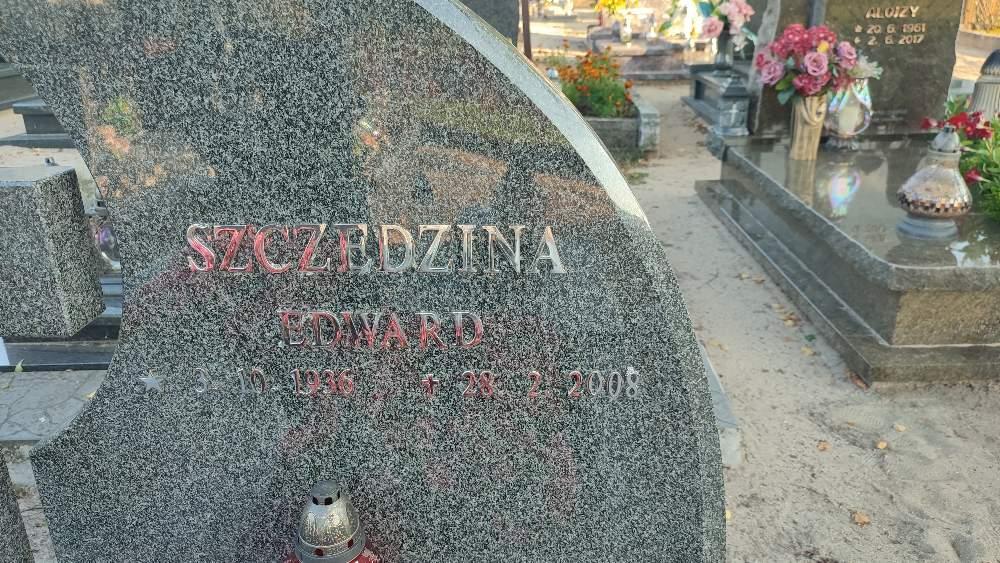 SZCZEDZINA
EDWARD
* 3 10 1936 + 28 2 2008
ALOJZY
* 20. 6. 1961
+ 2. 6. 2017